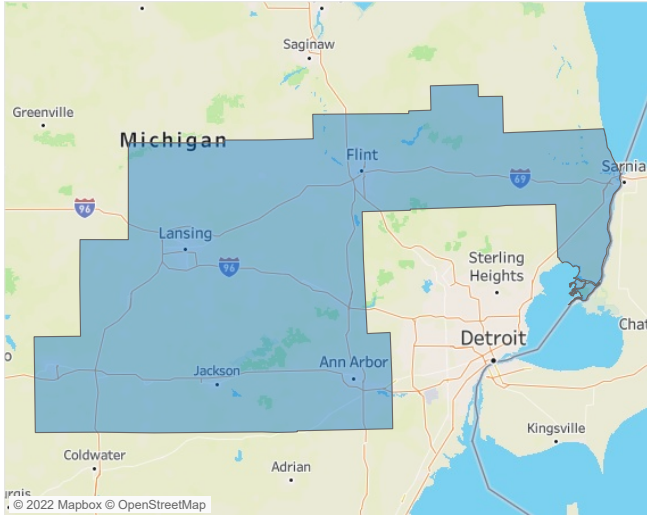 Saginaw
Greenville
Michigan
Flint
69
Sarnia
96
Lansing
96
Sterling
Heights
Detroit
Chat
o
Jackson
Ann Arbor
Kingsville
Coldwater
Adrian
urgis
© 2022 Mapbox © OpenStreetMap